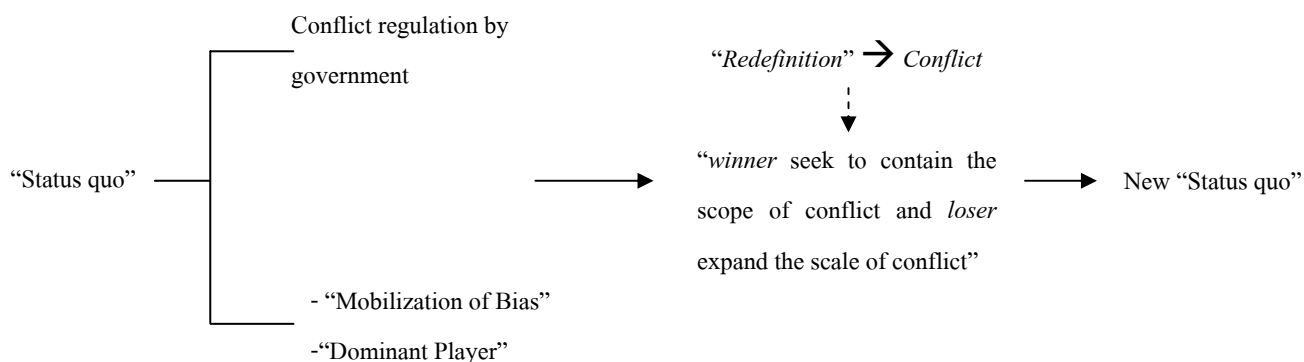 Conflict regulation by
government
“Redefinition” → Conflict
“Status quo”
“winner seek to contain the
scope of conflict and loser
expand the scale of conflict”
New “Status quo”
- “Mobilization of Bias”
-“Dominant Player”